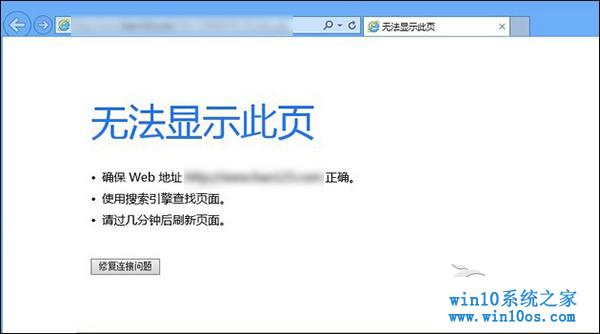 无法显示此页
无法显示此页
• 确保 Web 地址 正确。
• 使用搜索引擎查找页面。
• 请过几分钟后刷新页面。
修复连接问题
win10系统之家
www.win10os.com